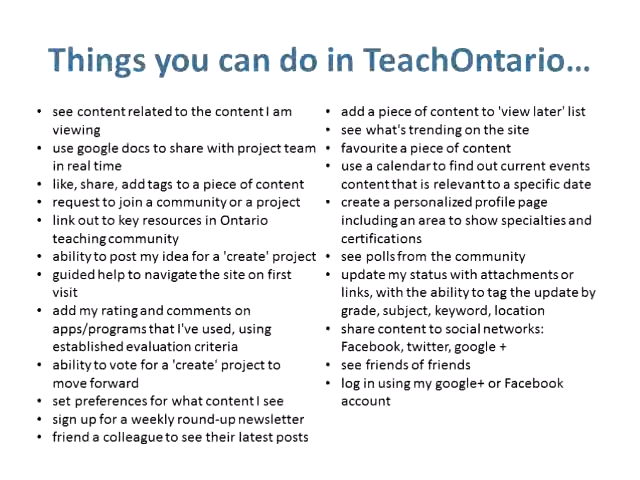 Things you can do in TeachOntario...
• see content related to the content I am
viewing
• use google docs to share with project team
in real time
• like, share, add tags to a piece of content
• request to join a community or a project
• link out to key resources in Ontario
teaching community
• ability to post my idea for a 'create' project
• guided help to navigate the site on first
visit
• add my rating and comments on
apps/programs that I've used, using
established evaluation criteria
• ability to vote for a 'create‘ project to
move forward
• set preferences for what content I see
• sign up for a weekly round-up newsletter
• friend a colleague to see their latest posts
• add a piece of content to 'view later' list
• see what's trending on the site
• favourite a piece of content
• use a calendar to find out current events
content that is relevant to a specific date
• create a personalized profile page
including an area to show specialties and
certifications
• see polls from the community
• update my status with attachments or
links, with the ability to tag the update by
grade, subject, keyword, location
• share content to social networks:
Facebook, twitter, google +
• see friends of friends
• log in using my google+ or Facebook
account